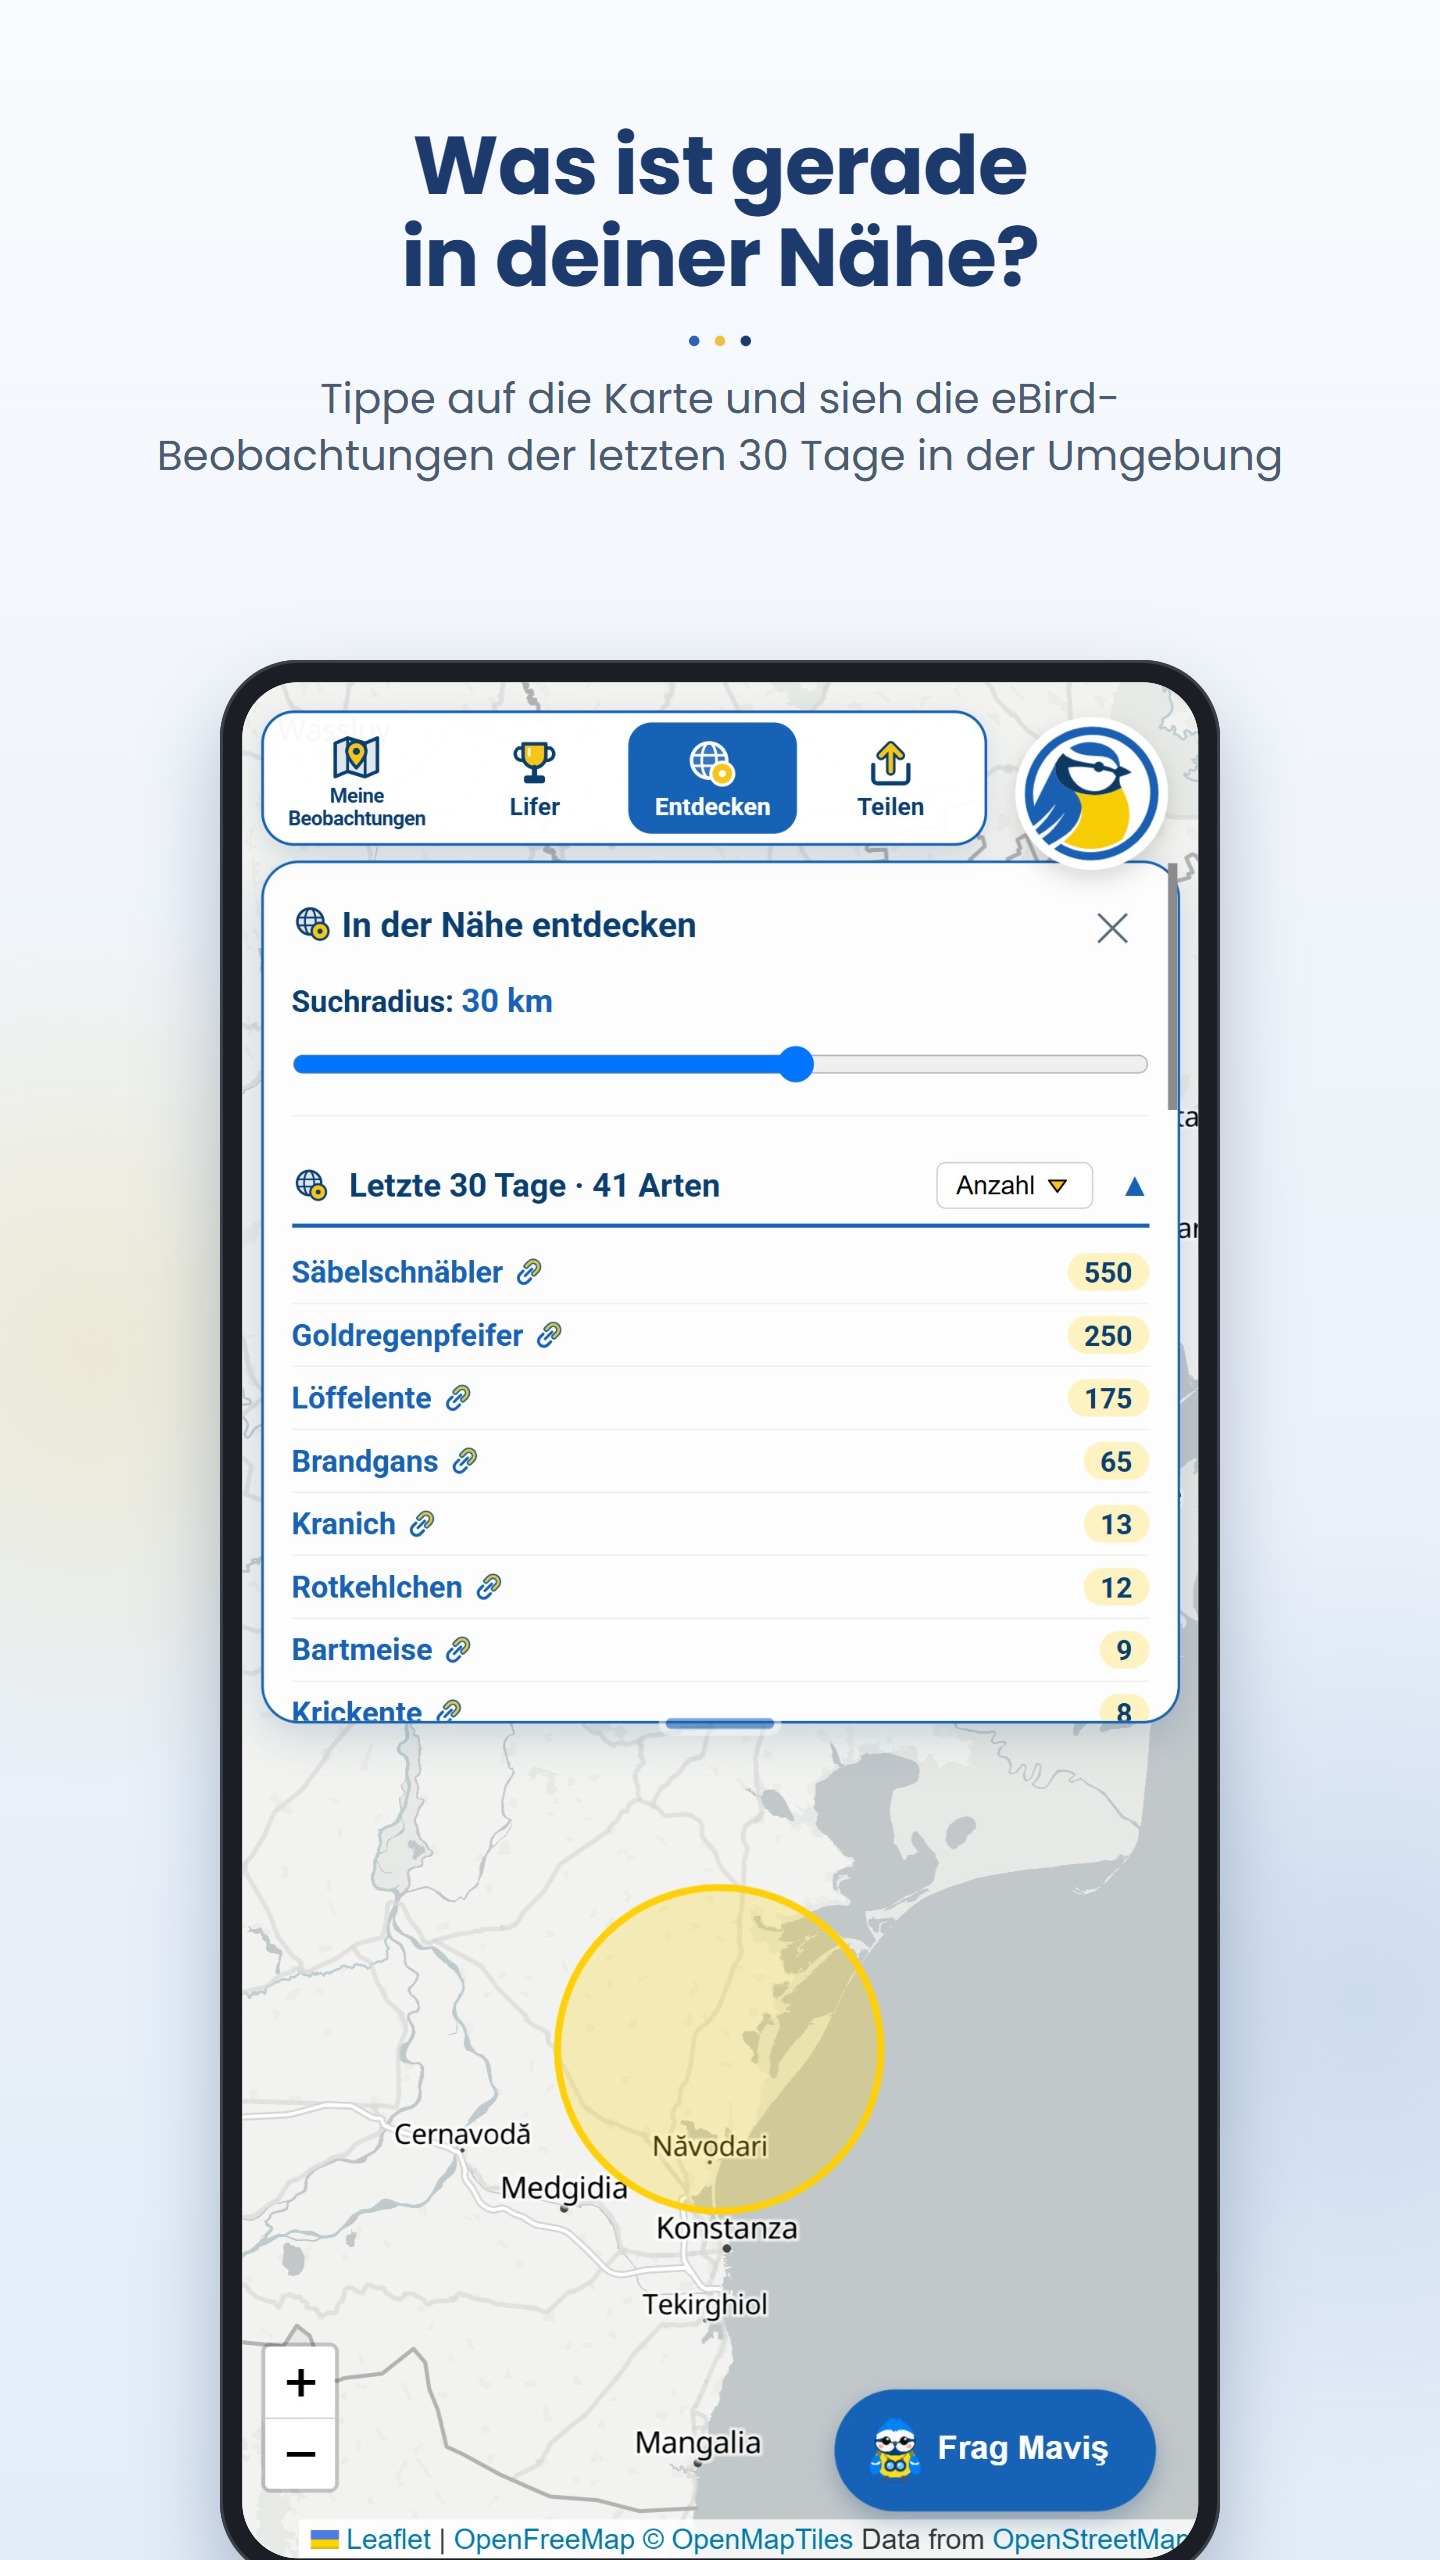 Was ist gerade
in deiner Nähe?
Tippe auf die Karte und sieh die eBird-
Beobachtungen der letzten 30 Tage in der Umgebung
Wassluy
Meine
Beobachtungen
Lifer
Entdecken
Teilen
In der Nähe entdecken
Suchradius: 30 km
Letzte 30 Tage · 41 Arten
Anzahl
Säbelschnäbler
550
Goldregenpfeifer
250
Löffelente
175
Brandgans
65
Kranich
13
Rotkehlchen
12
Bartmeise
9
Krickente
8
Cernavodă
Năvodari
Medgidia
Konstanza
Tekirghiol
+
−
Mangalia
Frag Maviş
Leaflet | OpenFreeMap © OpenMapTiles Data from OpenStreetMap